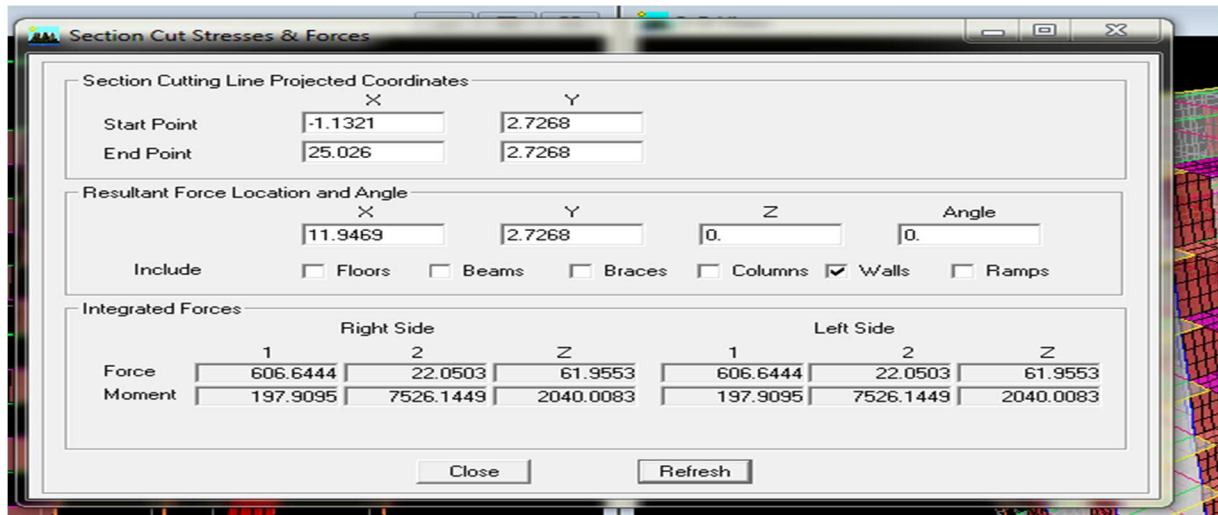 Section Cut Stresses & Forces
Section Cutting Line Projected Coordinates
X Y
Start Point -1.1321 2.7268
End Point 25.026 2.7268
Resultant Force Location and Angle
X Y Z Angle
11.9469 2.7268 0. 0.
Include Floors Beams Braces Columns Walls Ramps
Integrated Forces
Right Side Left Side
1 2 Z 1 2 Z
Force 606.6444 22.0503 61.9553 606.6444 22.0503 61.9553
Moment 197.9095 7526.1449 2040.0083 197.9095 7526.1449 2040.0083
Close Refresh